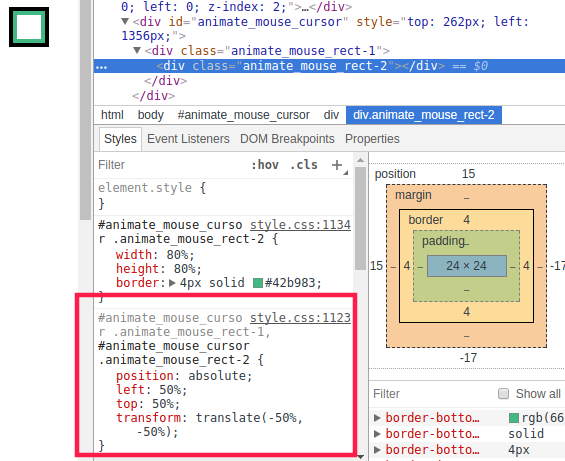 0; left: 0; z-index: 2;">…</div>
▼<div id="animate_mouse_cursor" style="top: 262px; left:
1356px;">
▼<div class="animate_mouse_rect-1">
… <div class="animate_mouse_rect-2"></div> == $0
</div>
</div>
html body #animate_mouse_cursor div div.animate_mouse_rect-2
Styles Event Listeners DOM Breakpoints Properties
Filter :hov .cls +
element.style {
}
#animate_mouse_curso style.css:1134
r .animate_mouse_rect-2 {
width: 80%;
height: 80%;
border:▶4px solid #42b983;
}
#animate_mouse_curso style.css:1123
r .animate_mouse_rect-1,
#animate_mouse_cursor
.animate_mouse_rect-2 {
position: absolute;
left: 50%;
top: 50%;
transform: translate(-50%,
-50%);
}
position 15
margin –
border 4
padding –
15 – 4 – 24 × 24 – 4 – -17
–
4
–
-17
Filter Show all
▶ border-botto… rgb(66
▶ border-botto… solid
▶ border-botto… 4px